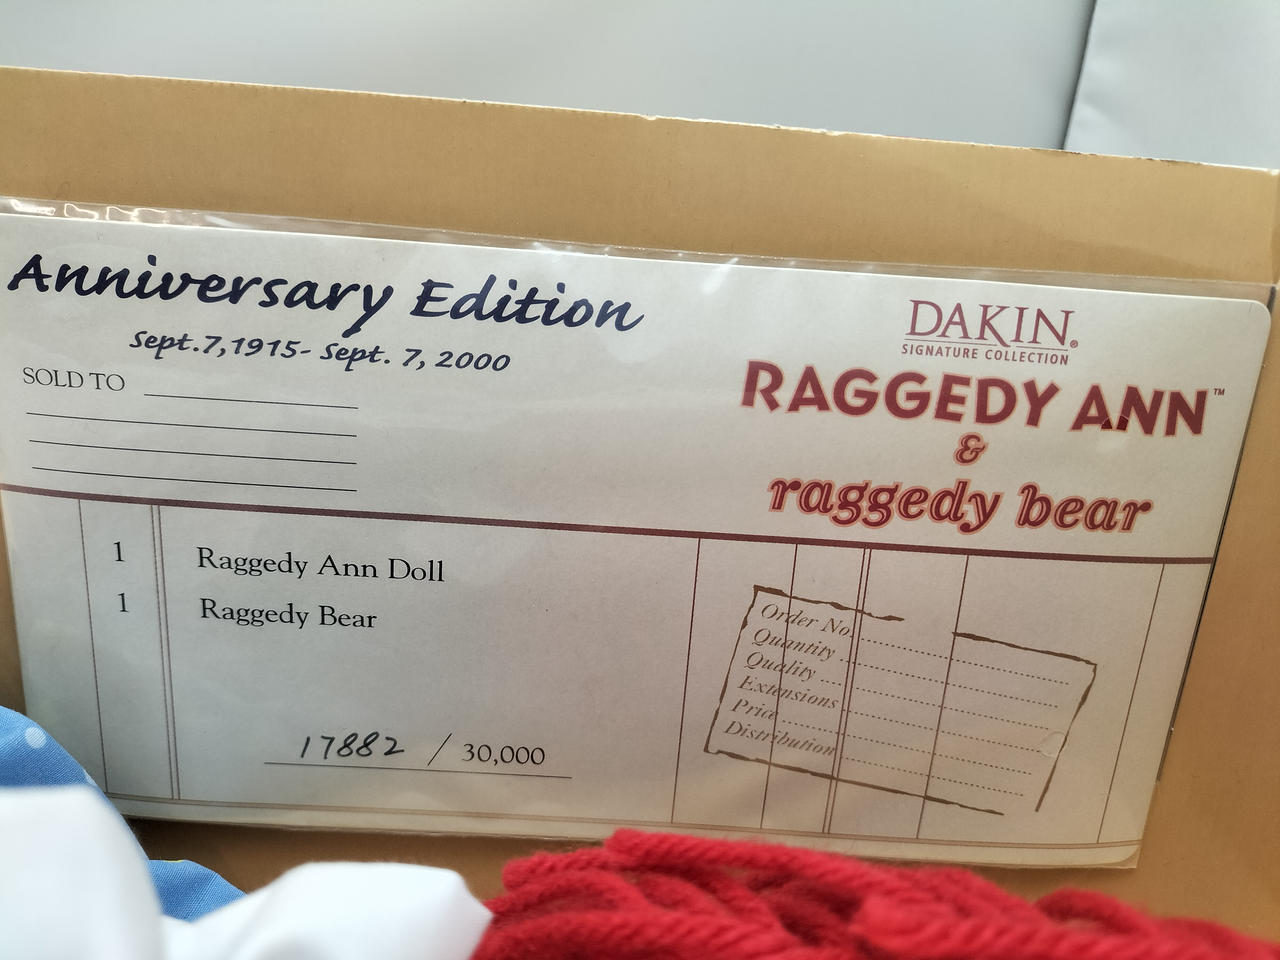 Anniversary Edition
Sept.7,1915- Sept. 7, 2000
SOLD TO
DAKIN®
SIGNATURE COLLECTION
RAGGEDY ANN™
&
raggedy bear
1 Raggedy Ann Doll
1 Raggedy Bear
17882 / 30,000
Order No.
Quantity
Quality
Extensions
Price
Distribution